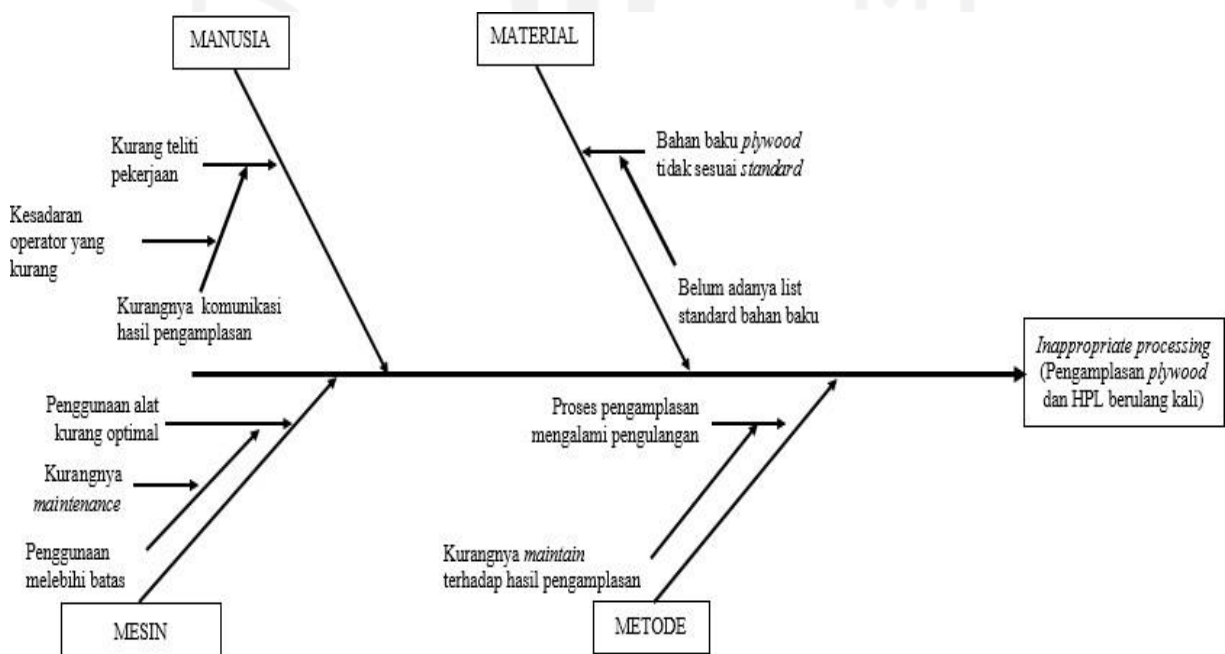 MANUSIA
MATERIAL
Kurang teliti
pekerjaan
Bahan baku plywood
tidak sesuai standard
Kesadaran
operator yang
kurang
Kurangnya komunikasi
hasil pengamplasan
Belum adanya list
standard bahan baku
Inappropriate processing
(Pengamplasan plywood
dan HPL berulang kali)
Penggunaan alat
kurang optimal
Proses pengamplasan
mengalami pengulangan
Kurangnya
maintenance
Penggunaan
melebihi batas
Kurangnya maintain
terhadap hasil pengamplasan
MESIN
METODE